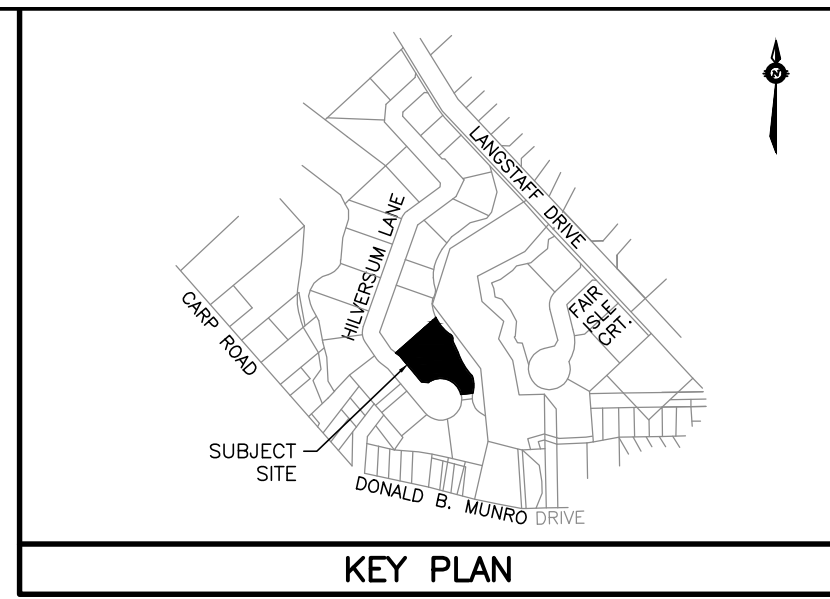 N
LANGSTAFF DRIVE
HILVERSUM LANE
FAIR
ISLE
CRT.
CARP ROAD
SUBJECT
SITE
DONALD B. MUNRO DRIVE
KEY PLAN